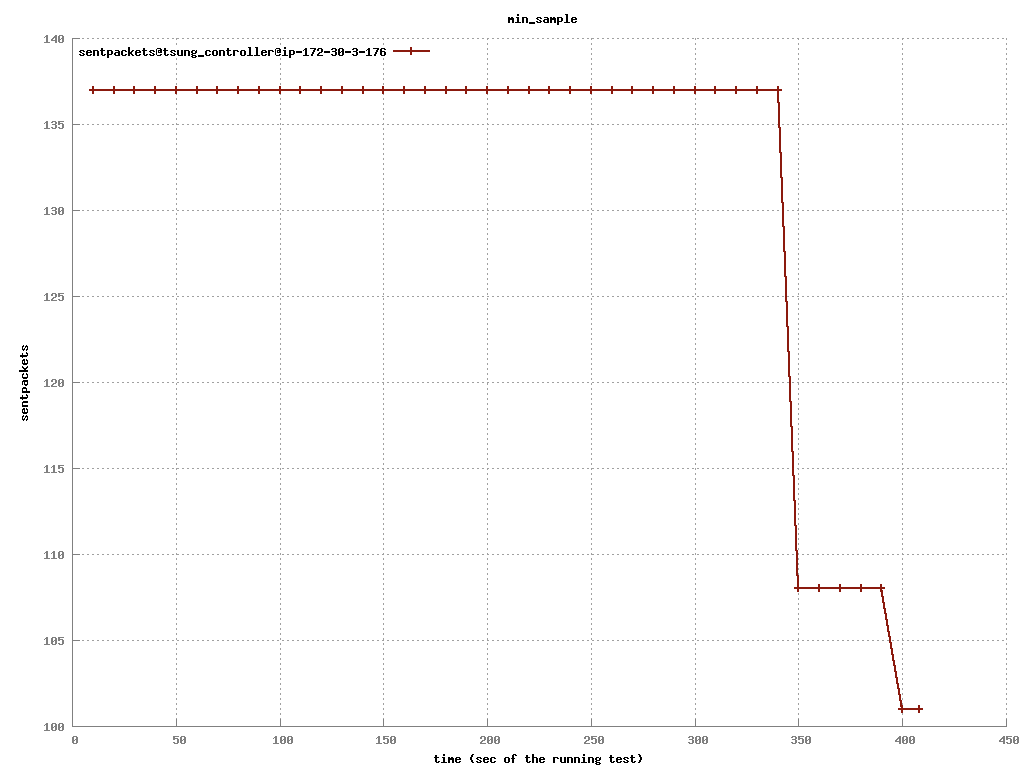 min_sample
140
sentpackets@tsung_controller@ip-172-30-3-176
135
130
125
120
115
110
105
100
sentpackets
0 50 100 150 200 250 300 350 400 450
time (sec of the running test)